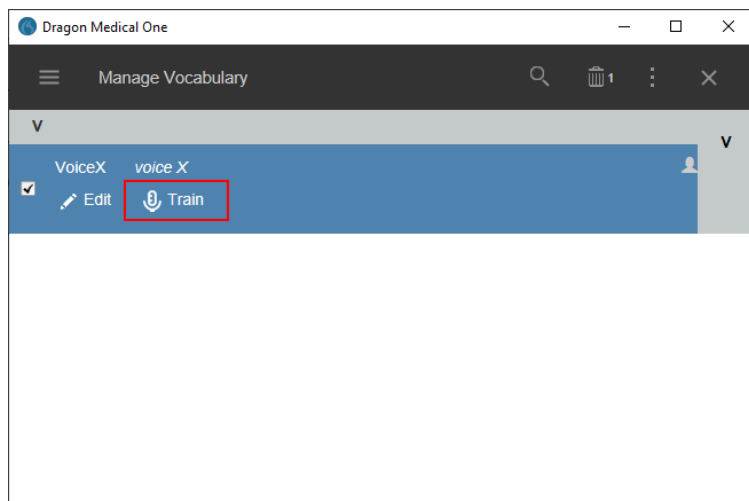 Dragon Medical One
Manage Vocabulary 1
V
V
VoiceX voice X
Edit Train